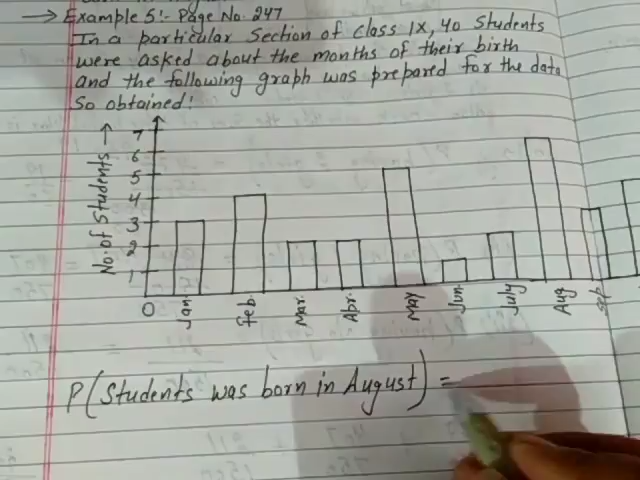 → Example 5:- Page No. 247
In a particular Section of class IX, 40 Students
were asked about the months of their birth
and the following graph was prepared for the data
So obtained:
No. of Students →
7
6
5
4
3
2
1
0
Jan. Feb. Mar. Apr. May Jun. July Aug Sep.
P(Students was born in August) =